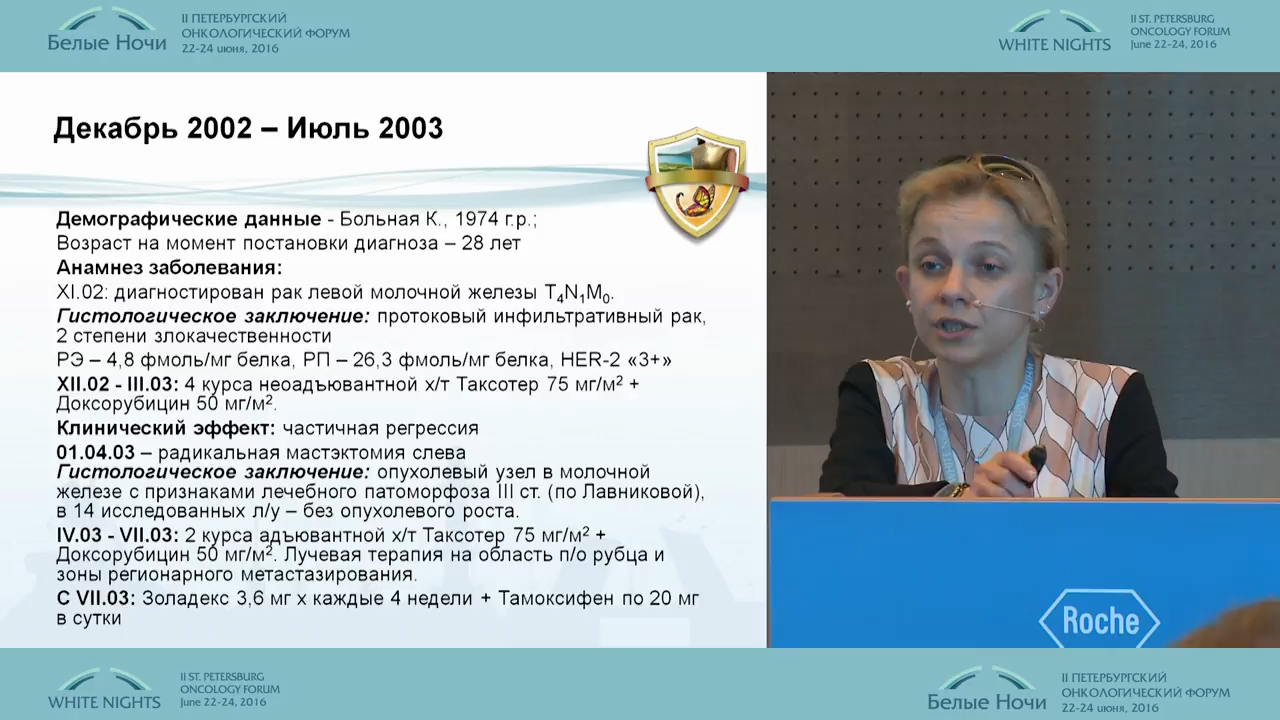 Белые Ночи
II ПЕТЕРБУРГСКИЙ
ОНКОЛОГИЧЕСКИЙ ФОРУМ
22-24 июня, 2016
WHITE NIGHTS
II ST. PETERSBURG
ONCOLOGY FORUM
June 22-24, 2016
Декабрь 2002 – Июль 2003
Демографические данные - Больная К., 1974 г.р.;
Возраст на момент постановки диагноза – 28 лет
Анамнез заболевания:
XI.02: диагностирован рак левой молочной железы T₄N₁M₀.
Гистологическое заключение: протоковый инфильтративный рак,
2 степени злокачественности
РЭ – 4,8 фмоль/мг белка, РП – 26,3 фмоль/мг белка, HER-2 «3+»
XII.02 - III.03: 4 курса неоадъювантной х/т Таксотер 75 мг/м² +
Доксорубицин 50 мг/м².
Клинический эффект: частичная регрессия
01.04.03 – радикальная мастэктомия слева
Гистологическое заключение: опухолевый узел в молочной
железе с признаками лечебного патоморфоза III ст. (по Лавниковой),
в 14 исследованных л/у – без опухолевого роста.
IV.03 - VII.03: 2 курса адъювантной х/т Таксотер 75 мг/м² +
Доксорубицин 50 мг/м². Лучевая терапия на область п/о рубца и
зоны регионарного метастазирования.
С VII.03: Золадекс 3,6 мг х каждые 4 недели + Тамоксифен по 20 мг
в сутки
Roche
WHITE NIGHTS
II ST. PETERSBURG
ONCOLOGY FORUM
June 22-24, 2016
Белые Ночи
II ПЕТЕРБУРГСКИЙ
ОНКОЛОГИЧЕСКИЙ ФОРУМ
22-24 июня, 2016